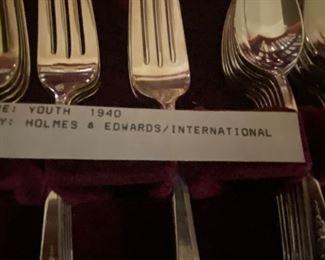 E: YOUTH 1940
Y: HOLMES & EDWARDS/INTERNATIONAL